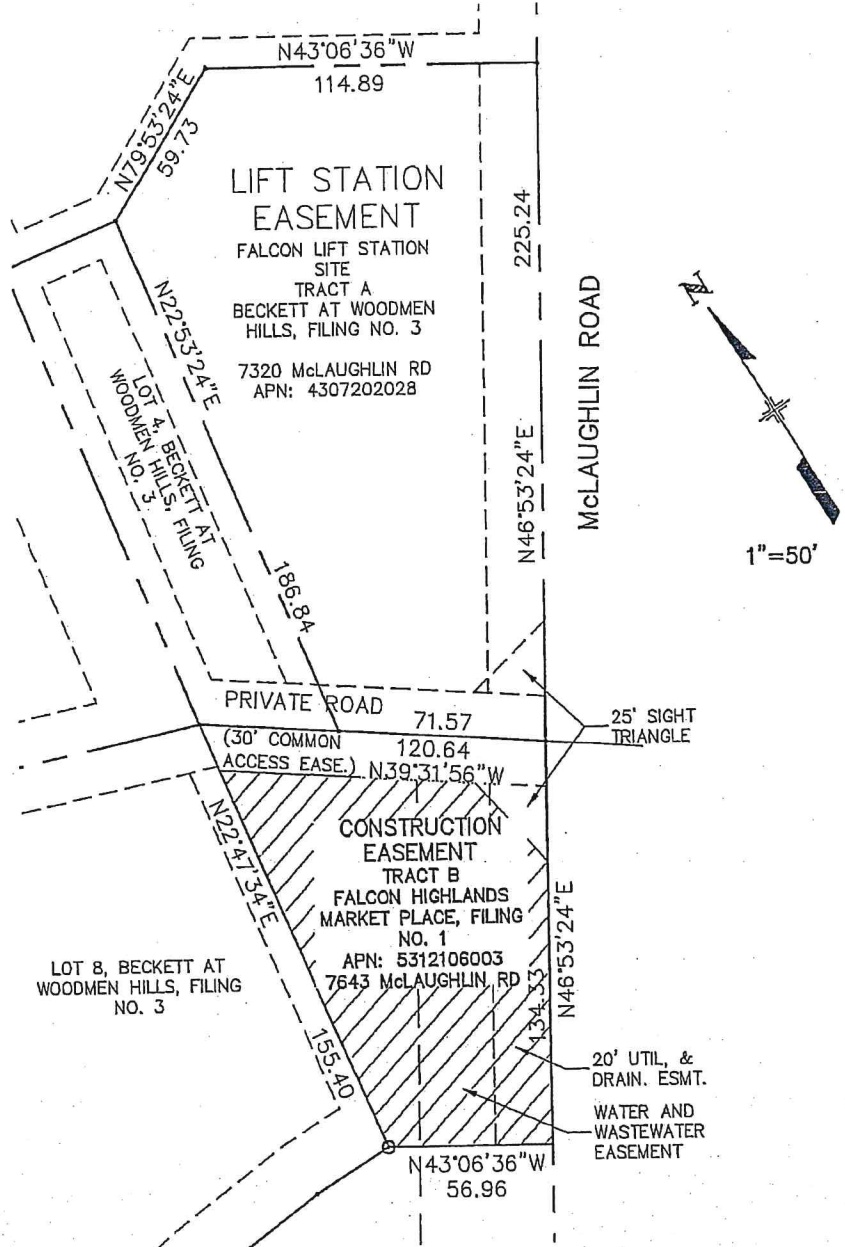 N43°06'36"W
114.89
N79°53'24"E
59.73
LIFT STATION
EASEMENT
FALCON LIFT STATION
SITE
TRACT A
BECKETT AT WOODMEN
HILLS, FILING NO. 3
7320 McLAUGHLIN RD
APN: 4307202028
225.24
N46°53'24"E
McLAUGHLIN ROAD
N
1"=50'
N22°53'24"E
186.84
LOT 4, BECKETT AT
WOODMEN HILLS, FILING
NO. 3
PRIVATE ROAD
71.57
(30' COMMON
ACCESS EASE.)
120.64
N39°31'56"W
25' SIGHT
TRIANGLE
CONSTRUCTION
EASEMENT
TRACT B
FALCON HIGHLANDS
MARKET PLACE, FILING
NO. 1
APN: 5312106003
7643 McLAUGHLIN RD
N22°47'34"E
155.40
134.33
N46°53'24"E
LOT 8, BECKETT AT
WOODMEN HILLS, FILING
NO. 3
20' UTIL, &
DRAIN. ESMT.
WATER AND
WASTEWATER
EASEMENT
N43°06'36"W
56.96